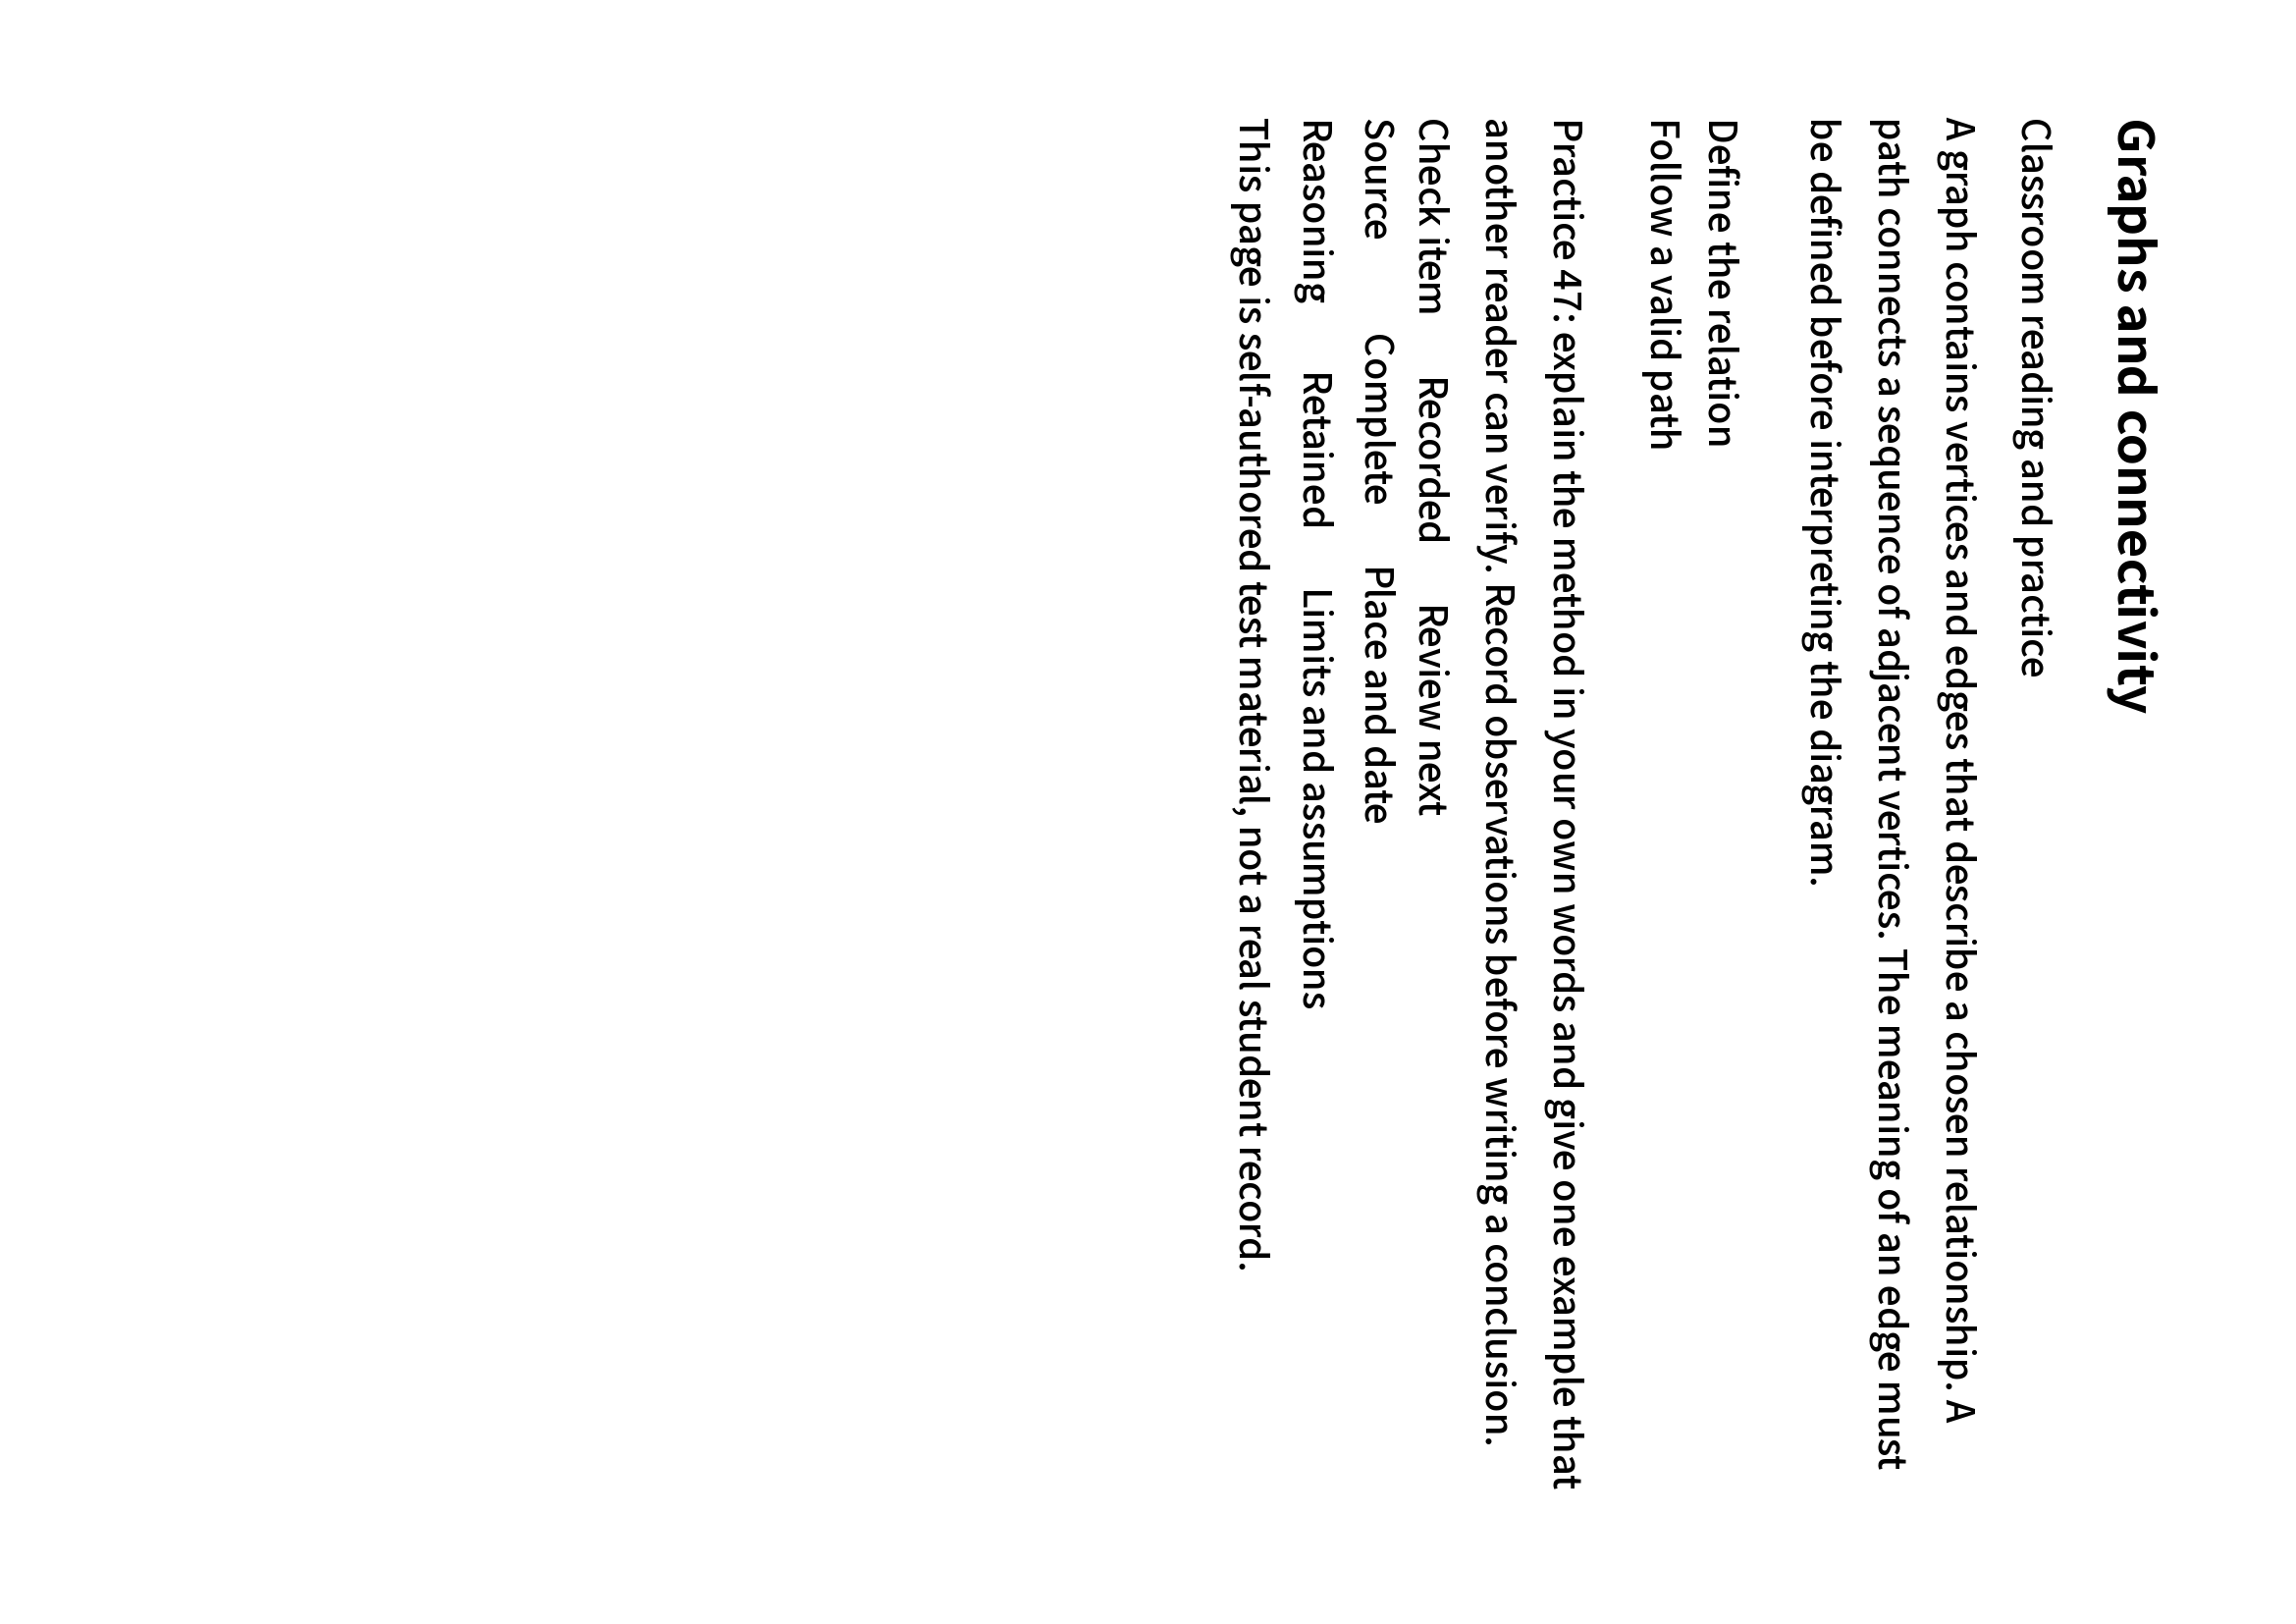 Graphs and connectivity
Classroom reading and practice
A graph contains vertices and edges that describe a chosen relationship. A
path connects a sequence of adjacent vertices. The meaning of an edge must
be defined before interpreting the diagram.
Define the relation
Follow a valid path
Practice 47: explain the method in your own words and give one example that
another reader can verify. Record observations before writing a conclusion.
Check item Recorded Review next
Source Complete Place and date
Reasoning Retained Limits and assumptions
This page is self-authored test material, not a real student record.